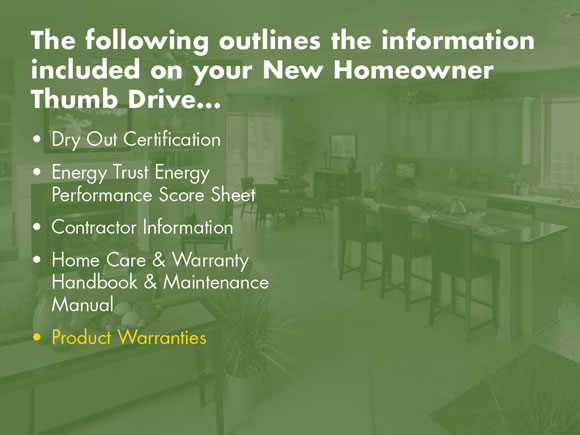 The following outlines the information
included on your New Homeowner
Thumb Drive...
• Dry Out Certification
• Energy Trust Energy
Performance Score Sheet
• Contractor Information
• Home Care & Warranty
Handbook & Maintenance
Manual
• Product Warranties